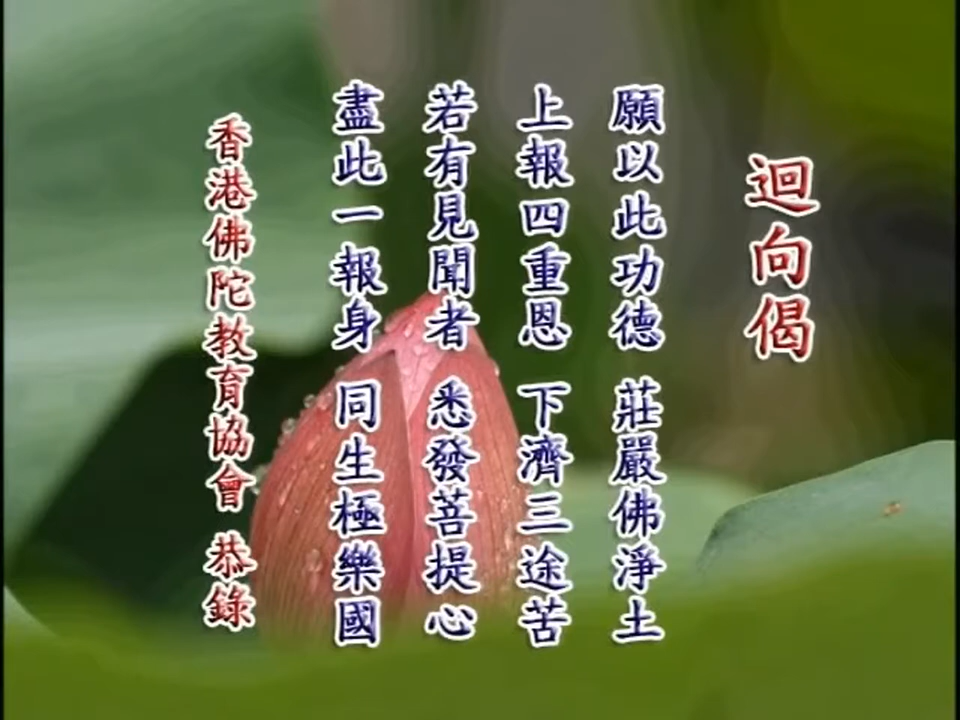 迴向偈
願以此功德 莊嚴佛淨土
上報四重恩 下濟三途苦
若有見聞者 悉發菩提心
盡此一報身 同生極樂國
香港佛陀教育協會 恭錄